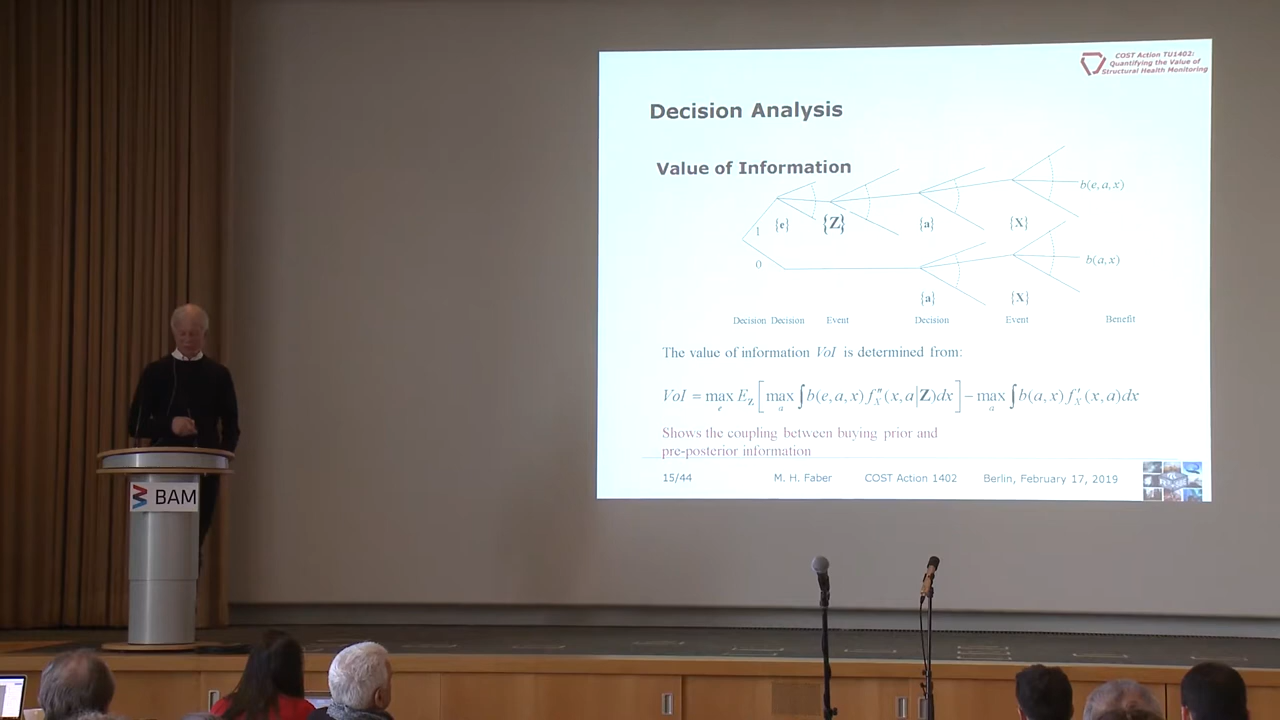 COST Action TU1402:
Quantifying the Value of
Structural Health Monitoring
Decision Analysis
Value of Information
b(e,a,x)
1 {e} {Z} {a} {X}
0
b(a,x)
{a} {X}
Decision Decision Event Decision Event Benefit
The value of information VoI is determined from:
VoI = max_e E_Z [ max_a ∫ b(e,a,x) f''_X (x,a|Z)dx ] − max_a ∫ b(a,x) f'_X (x,a)dx
Shows the coupling between buying prior and
pre-posterior information
15/44 M. H. Faber COST Action 1402 Berlin, February 17, 2019
BAM